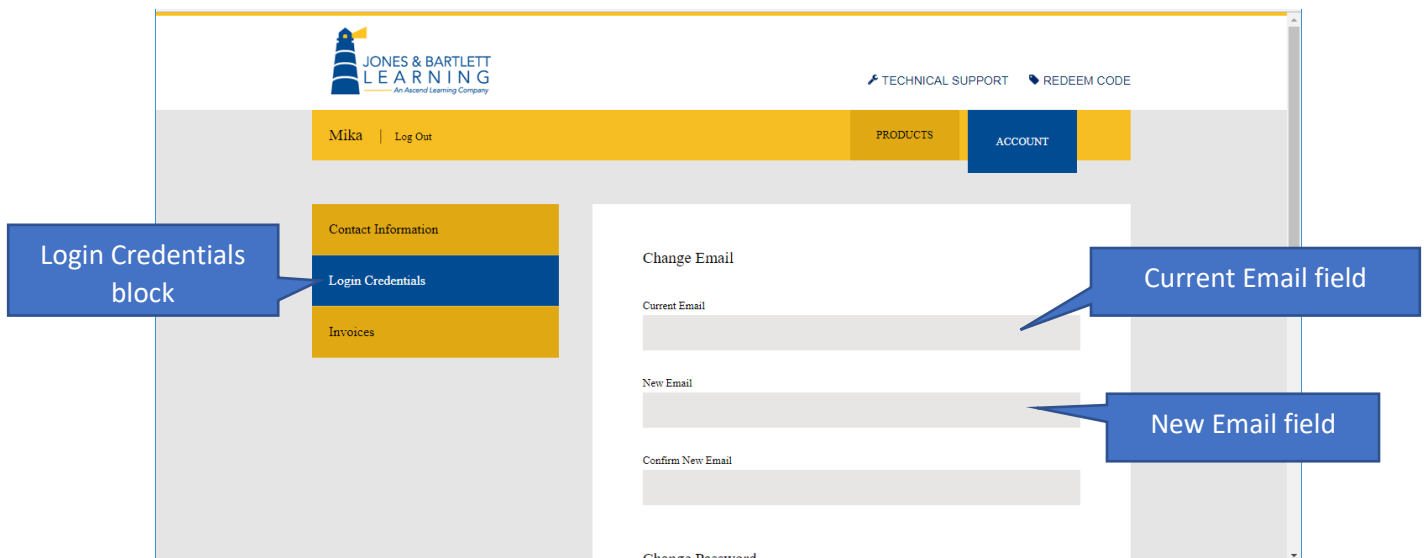 JONES & BARTLETT
LEARNING
An Ascend Learning Company
TECHNICAL SUPPORT
REDEEM CODE
Mika | Log Out
PRODUCTS
ACCOUNT
Contact Information
Login Credentials
Invoices
Login Credentials
block
Change Email
Current Email
Current Email field
New Email
New Email field
Confirm New Email
Change Password